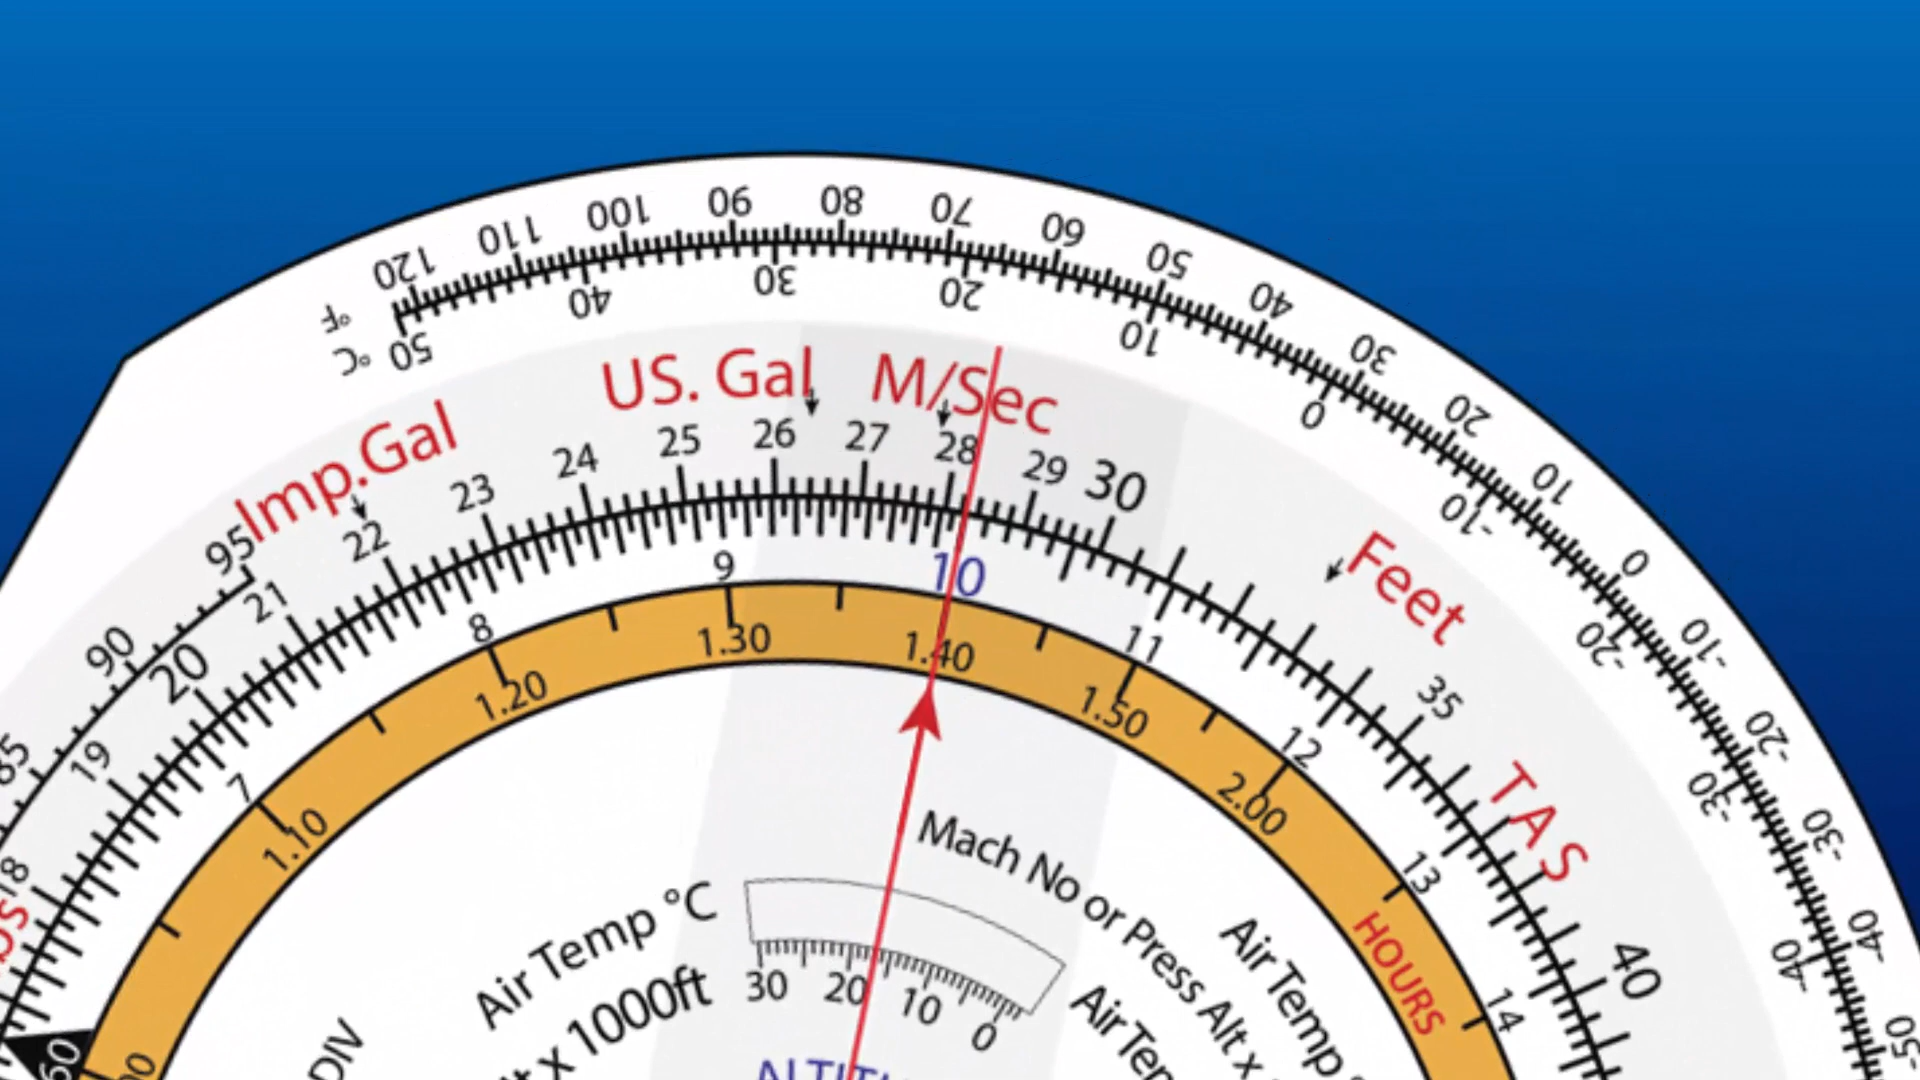 120 110 100 90 80 70 60 50 40 30 20 10 0 -10 -20 -30 -40 -50
°F
°C 50 40 30 20 10 0 -10 -20 -30 -40
Imp.Gal US. Gal M/Sec Feet TAS
85 90 95
18 19 20 21 22 23 24 25 26 27 28 29 30 35 40
60 7 8 9 10 11 12 13 14
1.10 1.20 1.30 1.40 1.50 2.00 HOURS
Mach No or Press Alt x
Air Temp °C
Air Temp
30 20 10 0
x 1000ft